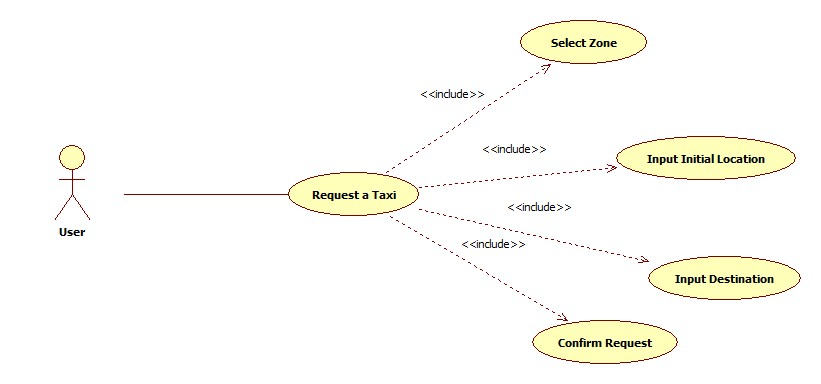 Select Zone
<<include>>
<<include>>
Input Initial Location
Request a Taxi
<<include>>
User
<<include>>
Input Destination
Confirm Request